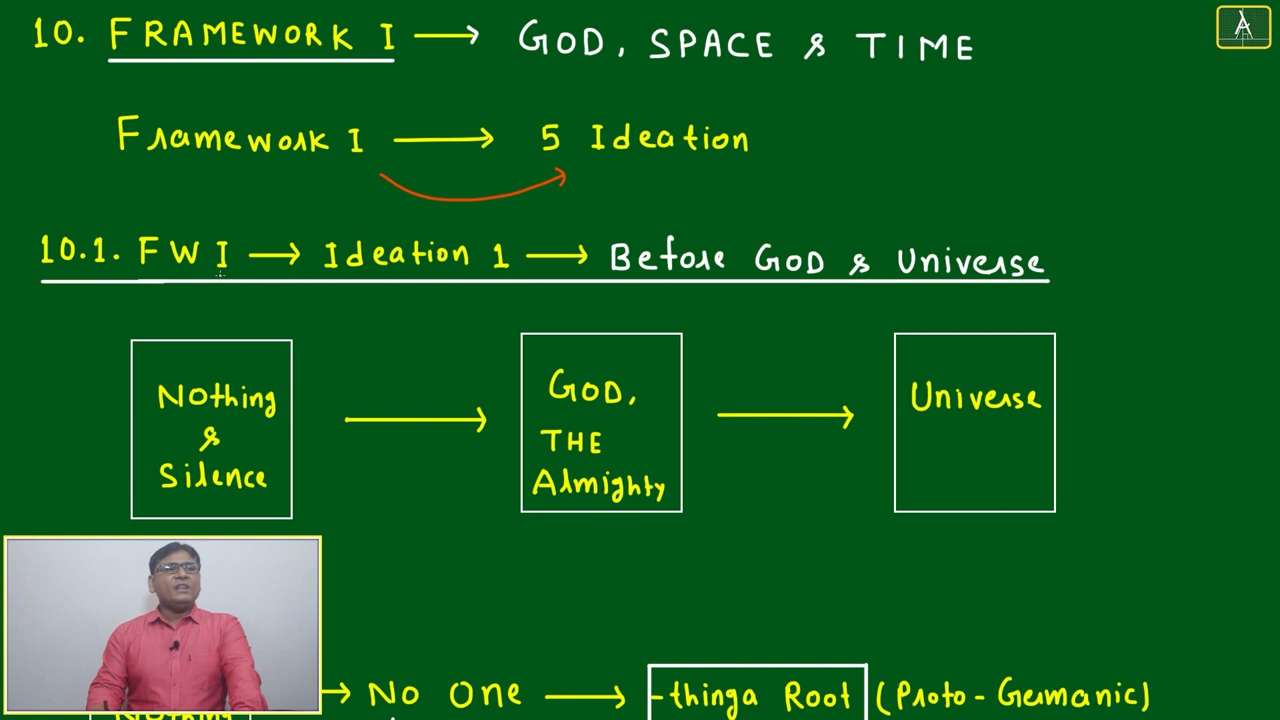 10. FRAMEWORK I → GOD, SPACE & TIME
Framework I → 5 Ideation
10.1. FW I → Ideation 1 → Before GOD & Universe
Nothing & Silence → GOD, THE Almighty → Universe
→ No One → -thinga Root (Proto-Germanic)
Nothing